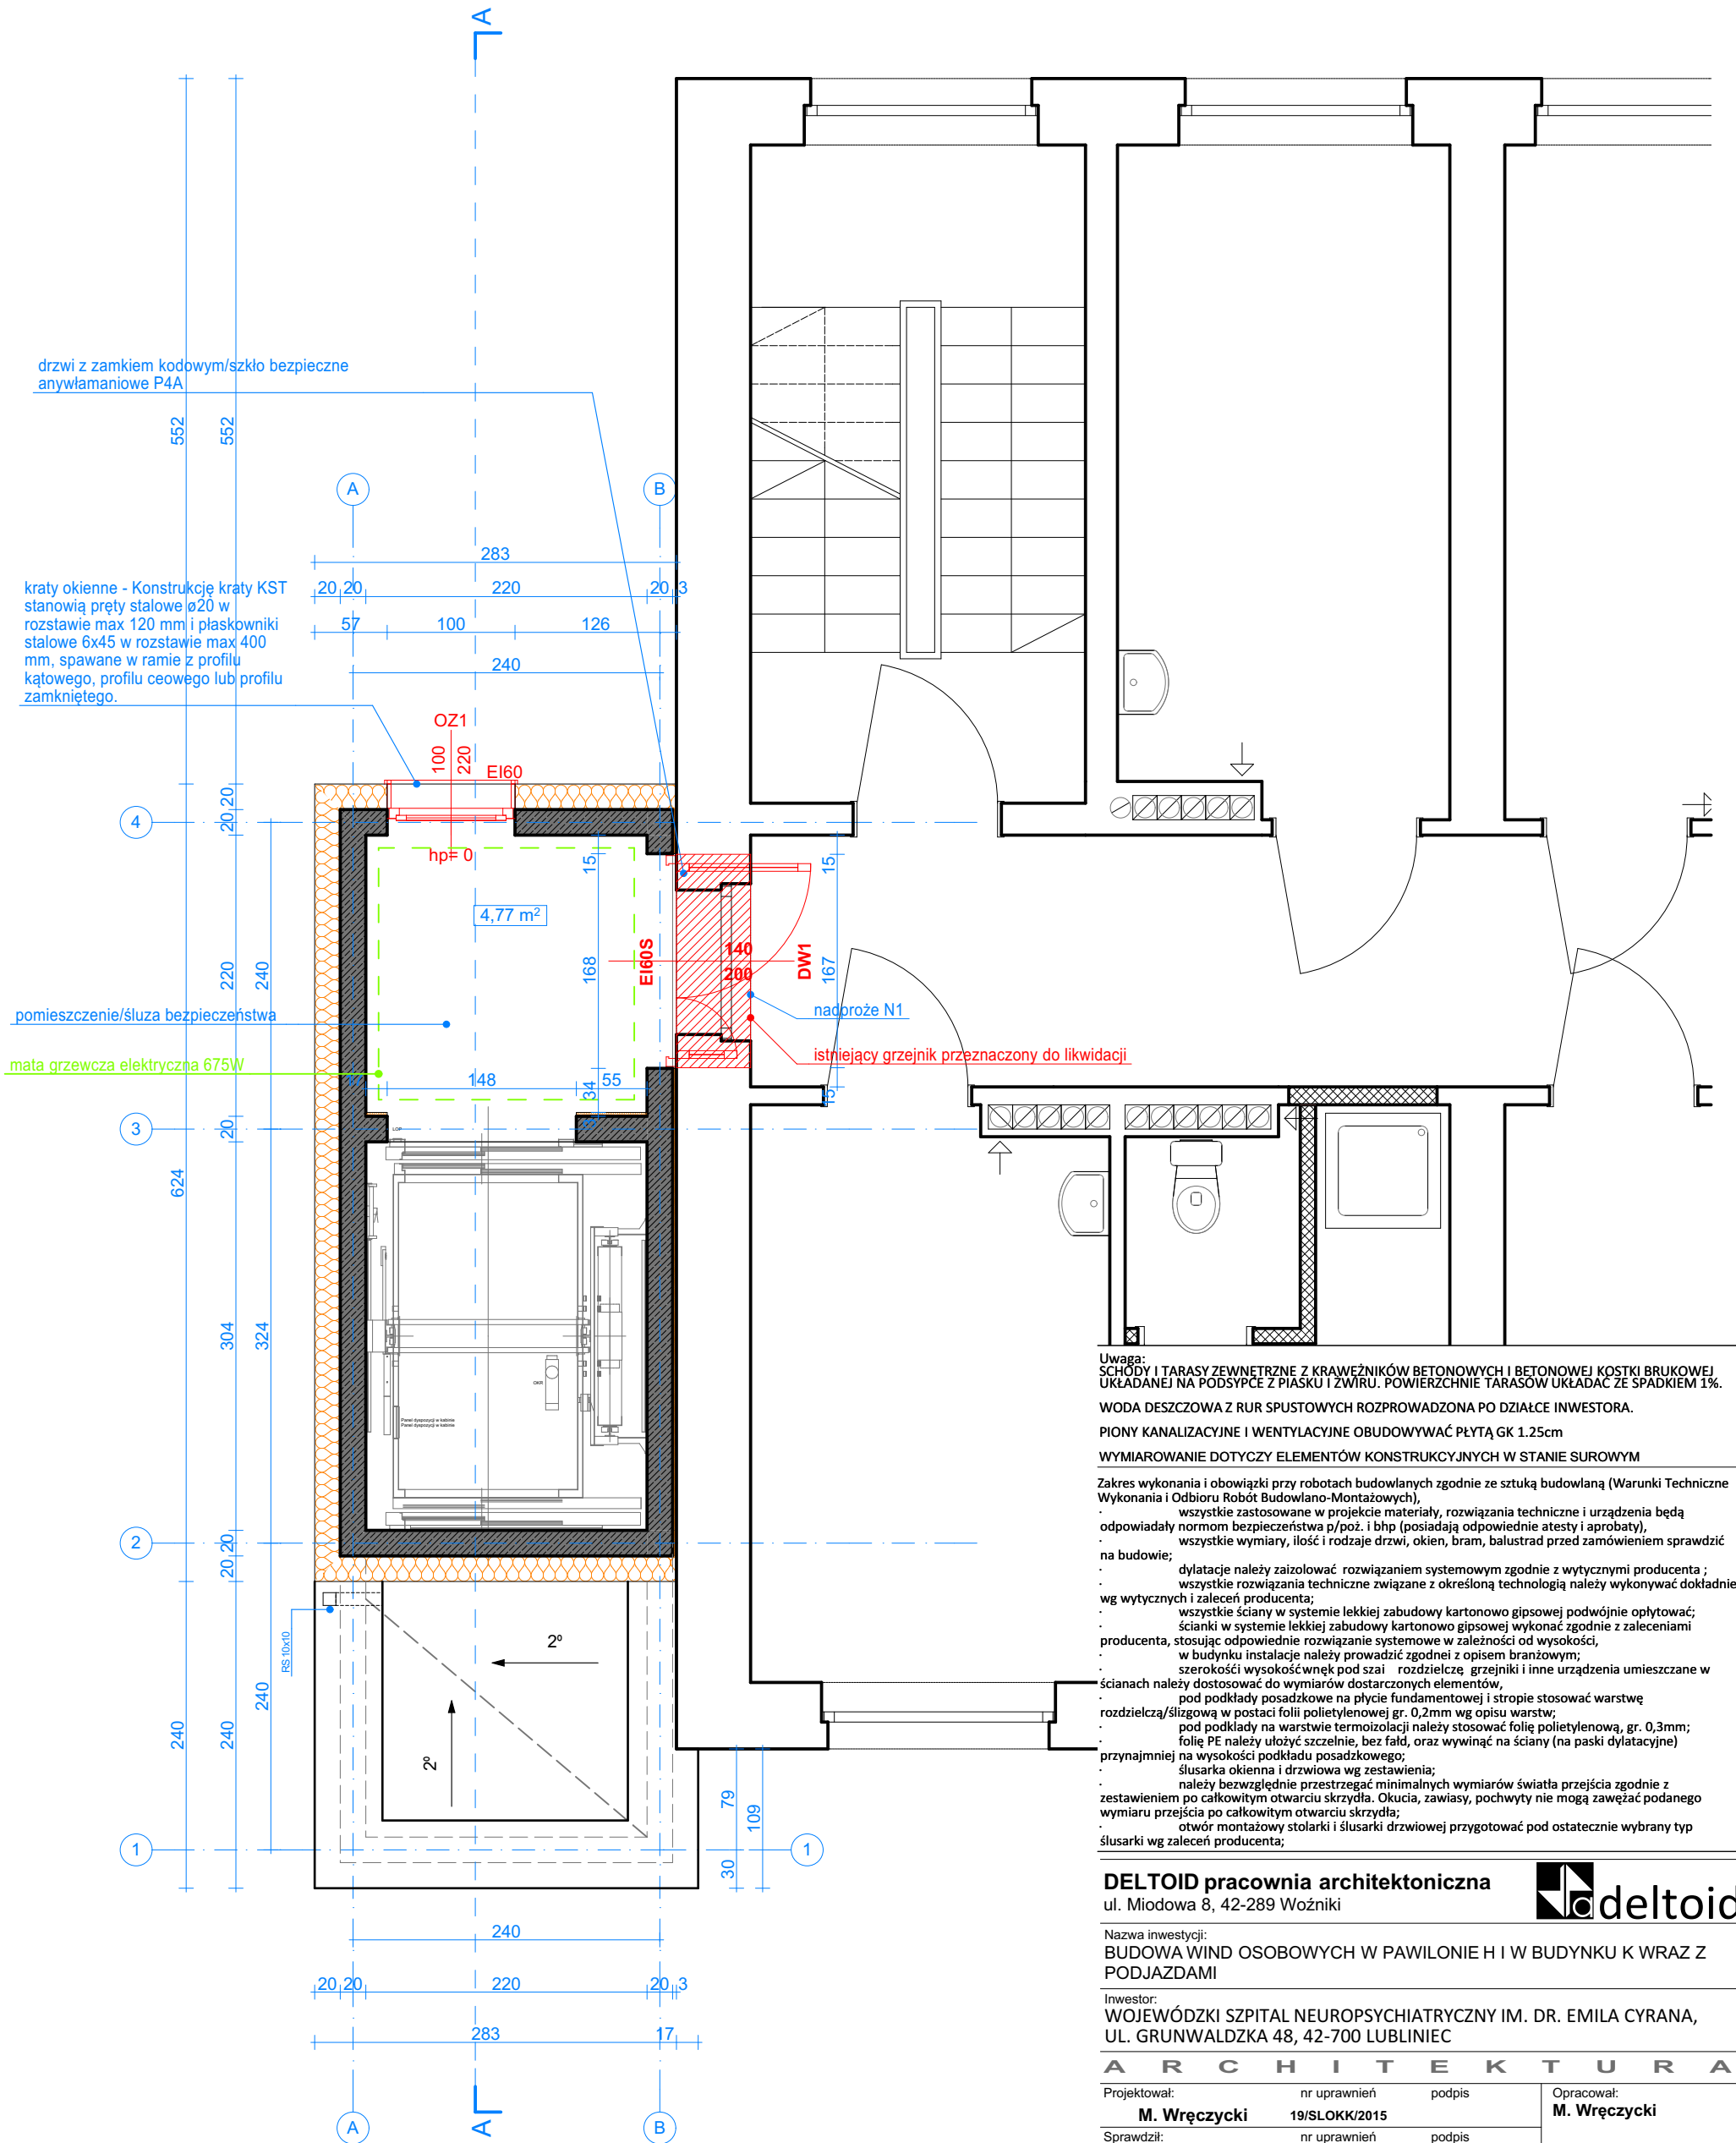 A
552
552
drzwi z zamkiem kodowym/szkło bezpieczne
anywłamaniowe P4A
A
B
283
20 20 220 20 3
57 100 126
240
kraty okienne - Konstrukcję kraty KST
stanowią pręty stalowe ø20 w
rozstawie max 120 mm i płaskowniki
stalowe 6x45 w rozstawie max 400
mm, spawane w ramie z profilu
kątowego, profilu ceowego lub profilu
zamkniętego.
OZ1
100
220
EI60
hp= 0
4
20 20
15
15
4,77 m²
EI60S
140
200
DW1
168
167
220
240
nadproże N1
pomieszczenie/śluza bezpieczeństwa
istniejący grzejnik przeznaczony do likwidacji
mata grzewcza elektryczna 675W
148
34
55
15
3
20
LOP
624
304
324
OKR
Panel dyspozycji w kabinie
Panel dyspozycji w kabinie
2
20 20
RS 10x10
2º
2º
240
240
240
79
109
30
1
1
240
20 20 220 20 3
283 17
A
A
B
Uwaga:
SCHODY I TARASY ZEWNĘTRZNE Z KRAWĘŻNIKÓW BETONOWYCH I BETONOWEJ KOSTKI BRUKOWEJ
UKŁADANEJ NA PODSYPCE Z PIASKU I ŻWIRU. POWIERZCHNIE TARASÓW UKŁADAĆ ZE SPADKIEM 1%.
WODA DESZCZOWA Z RUR SPUSTOWYCH ROZPROWADZONA PO DZIAŁCE INWESTORA.
PIONY KANALIZACYJNE I WENTYLACYJNE OBUDOWYWAĆ PŁYTĄ GK 1.25cm
WYMIAROWANIE DOTYCZY ELEMENTÓW KONSTRUKCYJNYCH W STANIE SUROWYM
Zakres wykonania i obowiązki przy robotach budowlanych zgodnie ze sztuką budowlaną (Warunki Techniczne
Wykonania i Odbioru Robót Budowlano-Montażowych),
· wszystkie zastosowane w projekcie materiały, rozwiązania techniczne i urządzenia będą
odpowiadały normom bezpieczeństwa p/poż. i bhp (posiadają odpowiednie atesty i aprobaty),
· wszystkie wymiary, ilość i rodzaje drzwi, okien, bram, balustrad przed zamówieniem sprawdzić
na budowie;
· dylatacje należy zaizolować rozwiązaniem systemowym zgodnie z wytycznymi producenta ;
· wszystkie rozwiązania techniczne związane z określoną technologią należy wykonywać dokładnie
wg wytycznych i zaleceń producenta;
· wszystkie ściany w systemie lekkiej zabudowy kartonowo gipsowej podwójnie opłytować;
· ścianki w systemie lekkiej zabudowy kartonowo gipsowej wykonać zgodnie z zaleceniami
producenta, stosując odpowiednie rozwiązanie systemowe w zależności od wysokości,
· w budynku instalacje należy prowadzić zgodnei z opisem branżowym;
· szerokośći wysokość wnęk pod szai rozdzielczę, grzejniki i inne urządzenia umieszczane w
ścianach należy dostosować do wymiarów dostarczonych elementów,
· pod podkłady posadzkowe na płycie fundamentowej i stropie stosować warstwę
rozdzielczą/ślizgową w postaci folii polietylenowej gr. 0,2mm wg opisu warstw;
· pod podklady na warstwie termoizolacji należy stosować folię polietylenową, gr. 0,3mm;
· folię PE należy ułożyć szczelnie, bez fałd, oraz wywinąć na ściany (na paski dylatacyjne)
przynajmniej na wysokości podkładu posadzkowego;
· ślusarka okienna i drzwiowa wg zestawienia;
· należy bezwzględnie przestrzegać minimalnych wymiarów światła przejścia zgodnie z
zestawieniem po całkowitym otwarciu skrzydła. Okucia, zawiasy, pochwyty nie mogą zawężać podanego
wymiaru przejścia po całkowitym otwarciu skrzydła;
· otwór montażowy stolarki i ślusarki drzwiowej przygotować pod ostatecznie wybrany typ
ślusarki wg zaleceń producenta;
DELTOID pracownia architektoniczna
ul. Miodowa 8, 42-289 Woźniki
deltoid
Nazwa inwestycji:
BUDOWA WIND OSOBOWYCH W PAWILONIE H I W BUDYNKU K WRAZ Z
PODJAZDAMI
Inwestor:
WOJEWÓDZKI SZPITAL NEUROPSYCHIATRYCZNY IM. DR. EMILA CYRANA,
UL. GRUNWALDZKA 48, 42-700 LUBLINIEC
A R C H I T E K T U R A
Projektował: nr uprawnień podpis Opracował:
M. Wręczycki 19/SLOKK/2015 M. Wręczycki
Sprawdził: nr uprawnień podpis